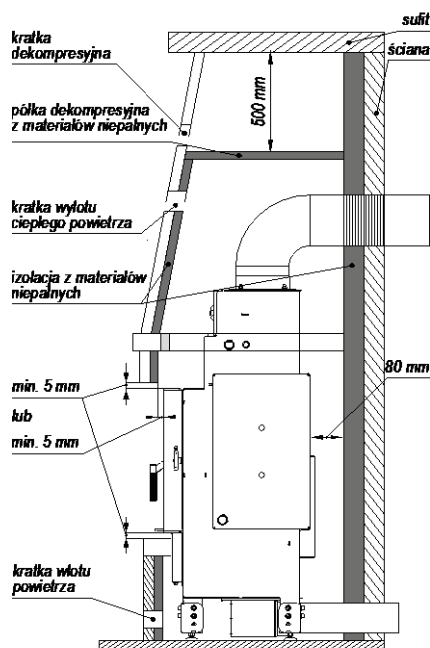 sufit
kratka
dekompresyjna
ściana
półka dekompresyjna
z materiałów niepalnych
500 mm
kratka wylotu
ciepłego powietrza
izolacja z materiałów
niepalnych
min. 5 mm
80 mm
lub
min. 5 mm
kratka wlotu
powietrza